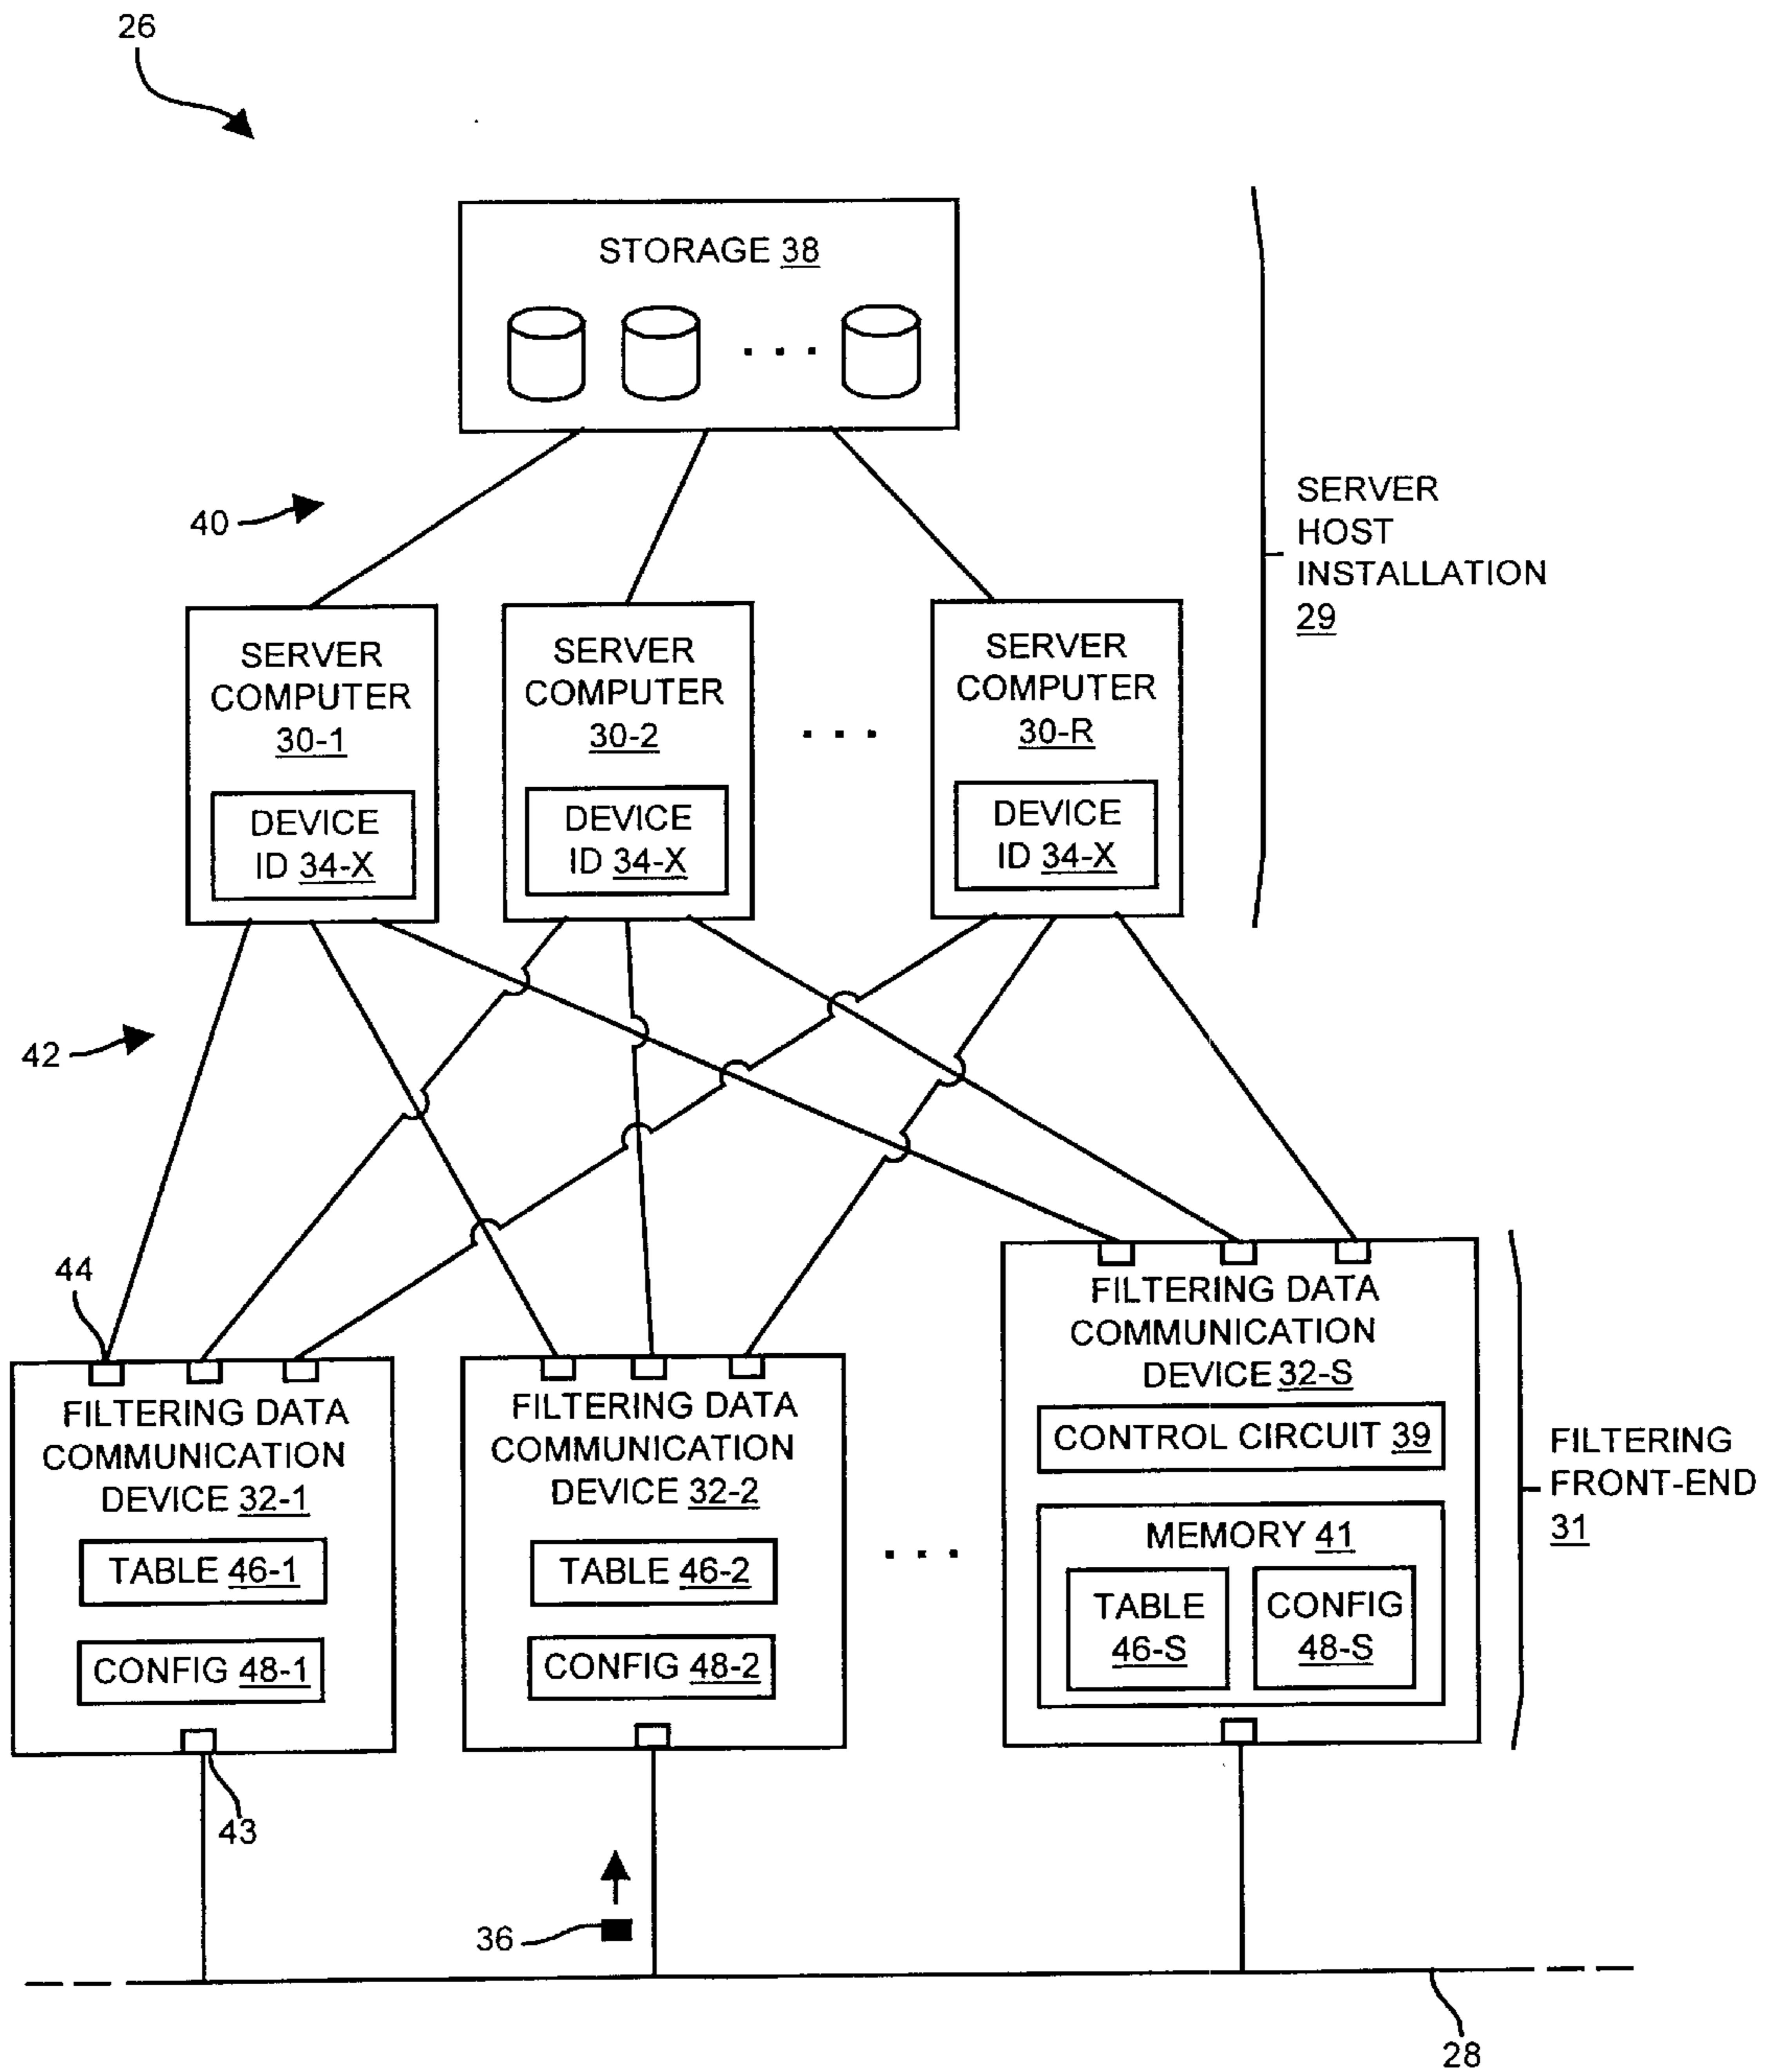 26
STORAGE 38
40
SERVER
HOST
INSTALLATION
29
SERVER
COMPUTER
30-1
DEVICE
ID 34-X
SERVER
COMPUTER
30-2
DEVICE
ID 34-X
SERVER
COMPUTER
30-R
DEVICE
ID 34-X
42
44
FILTERING DATA
COMMUNICATION
DEVICE 32-1
TABLE 46-1
CONFIG 48-1
FILTERING DATA
COMMUNICATION
DEVICE 32-2
TABLE 46-2
CONFIG 48-2
FILTERING DATA
COMMUNICATION
DEVICE 32-S
CONTROL CIRCUIT 39
MEMORY 41
TABLE
46-S
CONFIG
48-S
FILTERING
FRONT-END
31
43
36
28